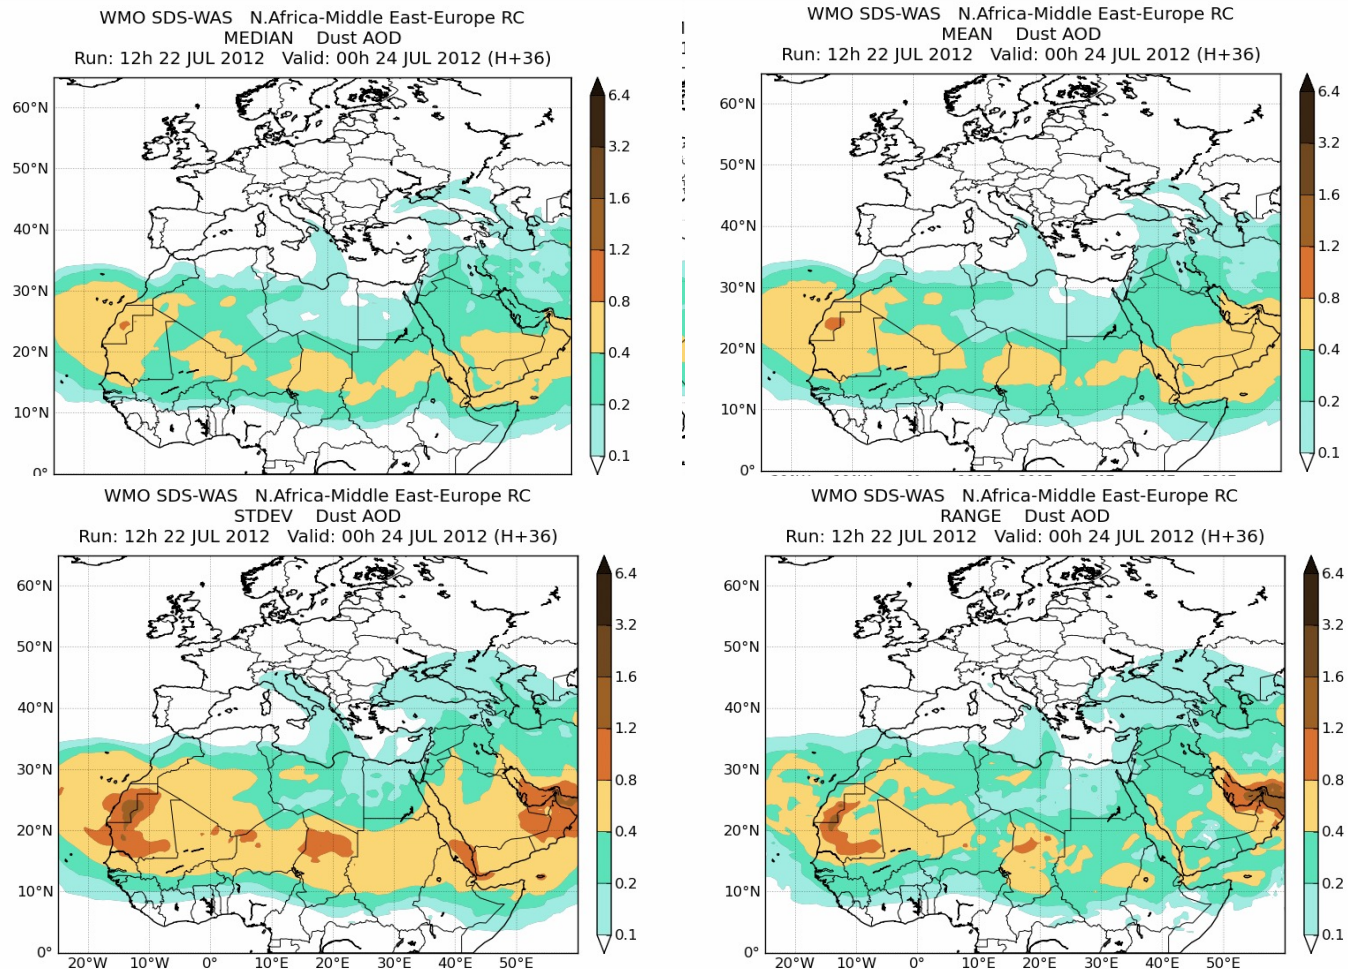 WMO SDS-WAS N.Africa-Middle East-Europe RC
MEDIAN Dust AOD
Run: 12h 22 JUL 2012 Valid: 00h 24 JUL 2012 (H+36)
60°N
50°N
40°N
30°N
20°N
10°N
0°
20°W
10°W
0°
10°E
20°E
30°E
40°E
50°E
6.4
3.2
1.6
1.2
0.8
0.4
0.2
0.1
WMO SDS-WAS N.Africa-Middle East-Europe RC
MEAN Dust AOD
Run: 12h 22 JUL 2012 Valid: 00h 24 JUL 2012 (H+36)
60°N
50°N
40°N
30°N
20°N
10°N
0°
6.4
3.2
1.6
1.2
0.8
0.4
0.2
0.1
WMO SDS-WAS N.Africa-Middle East-Europe RC
STDEV Dust AOD
Run: 12h 22 JUL 2012 Valid: 00h 24 JUL 2012 (H+36)
60°N
50°N
40°N
30°N
20°N
10°N
0°
20°W
10°W
0°
10°E
20°E
30°E
40°E
50°E
6.4
3.2
1.6
1.2
0.8
0.4
0.2
0.1
WMO SDS-WAS N.Africa-Middle East-Europe RC
RANGE Dust AOD
Run: 12h 22 JUL 2012 Valid: 00h 24 JUL 2012 (H+36)
60°N
50°N
40°N
30°N
20°N
10°N
0°
20°W
10°W
0°
10°E
20°E
30°E
40°E
50°E
6.4
3.2
1.6
1.2
0.8
0.4
0.2
0.1